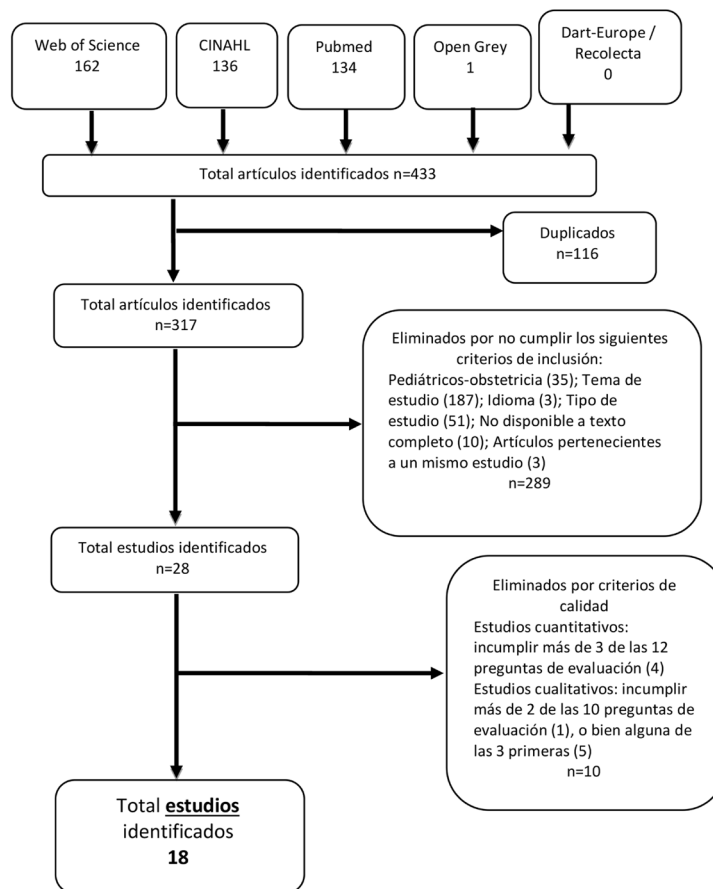 Web of Science
162
CINAHL
136
Pubmed
134
Open Grey
1
Dart-Europe /
Recolecta
0
Total artículos identificados n=433
Duplicados
n=116
Total artículos identificados
n=317
Eliminados por no cumplir los siguientes
criterios de inclusión:
Pediátricos-obstetricia (35); Tema de
estudio (187); Idioma (3); Tipo de
estudio (51); No disponible a texto
completo (10); Artículos pertenecientes
a un mismo estudio (3)
n=289
Total estudios identificados
n=28
Eliminados por criterios de
calidad
Estudios cuantitativos:
incumplir más de 3 de las 12
preguntas de evaluación (4)
Estudios cualitativos: incumplir
más de 2 de las 10 preguntas de
evaluación (1), o bien alguna de
las 3 primeras (5)
n=10
Total estudios
identificados
18